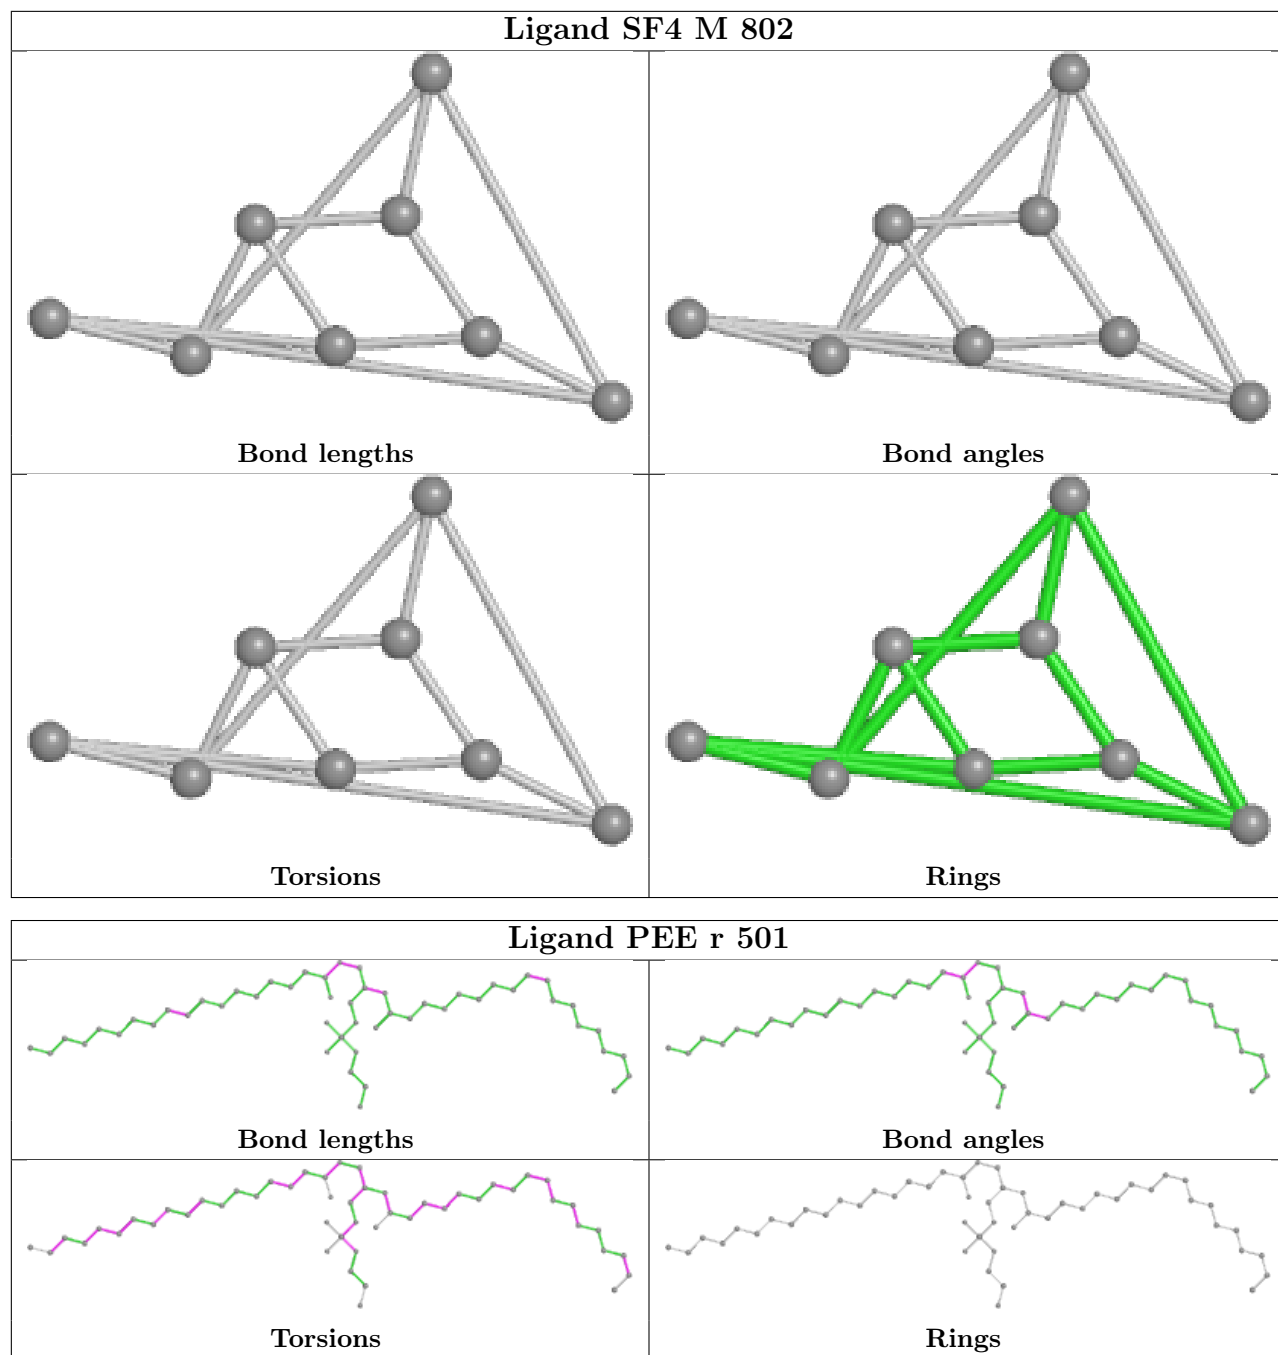 Ligand SF4 M 802
Bond lengths
Bond angles
Torsions
Rings
Ligand PEE r 501
Bond lengths
Bond angles
Torsions
Rings